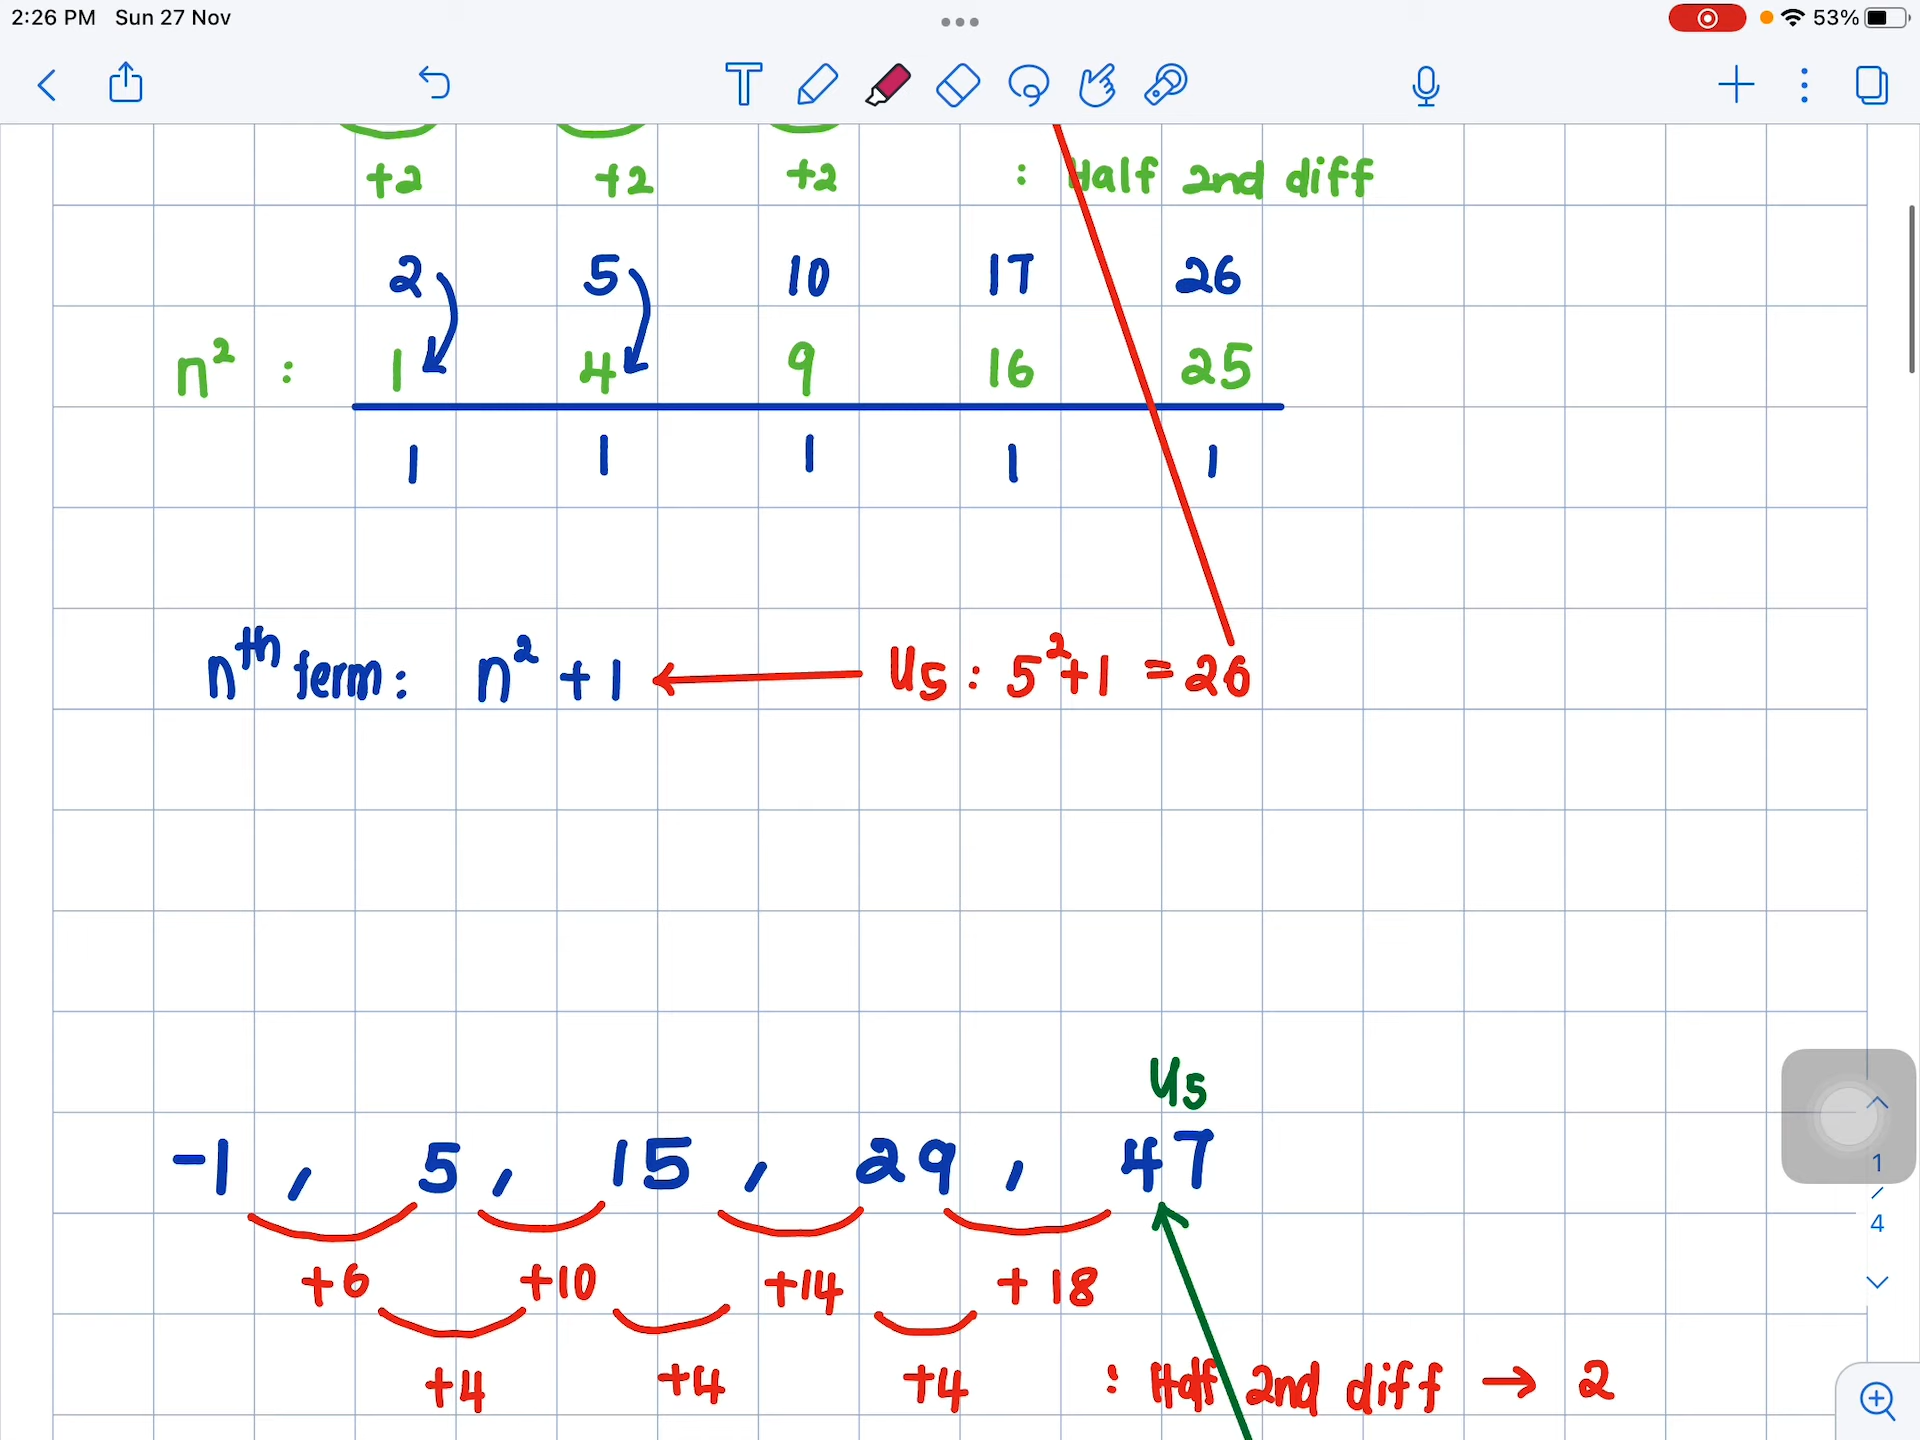 2:26 PM Sun 27 Nov 53%
+2 +2 +2 : Half 2nd diff
2 5 10 17 26
n² : 1 4 9 16 25
1 1 1 1 1
nth term: n² + 1 ← U5 : 5² + 1 = 26
U5
-1 , 5 , 15 , 29 , 47
+6 +10 +14 + 18
+4 +4 +4 : Half 2nd diff → 2
1
/
4